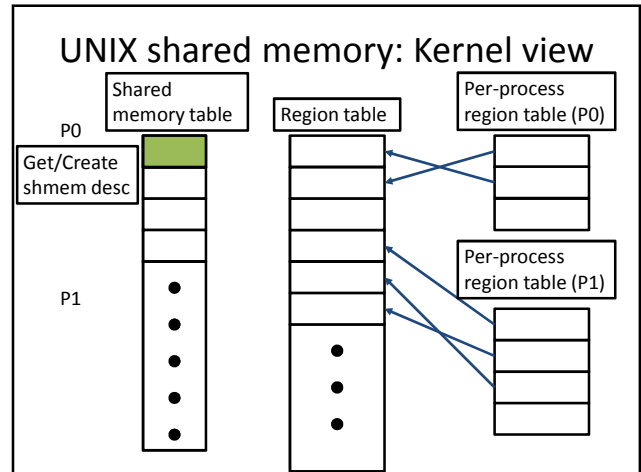 UNIX shared memory: Kernel view
Shared
memory table
Region table
Per-process
region table (P0)
P0
Get/Create
shmem desc
Per-process
region table (P1)
P1